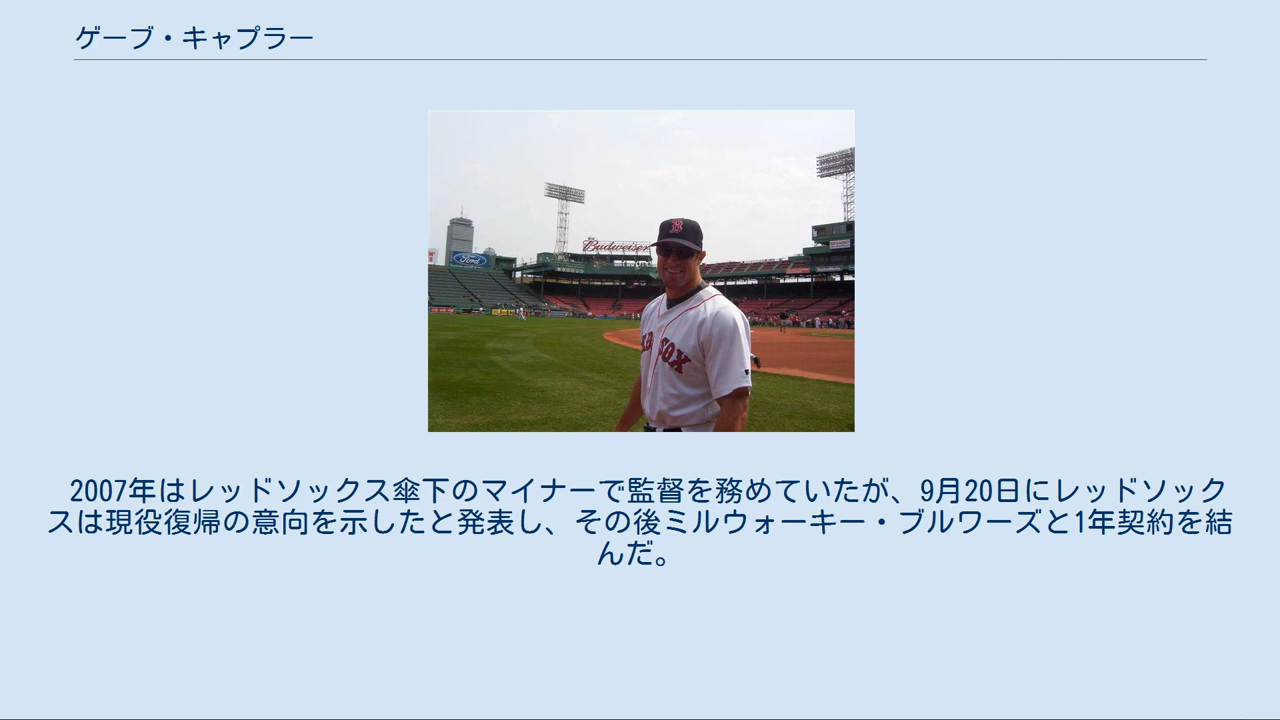 ゲーブ・キャプラー
Budweiser
Ford
B
RED SOX
2007年はレッドソックス傘下のマイナーで監督を務めていたが、9月20日にレッドソック
スは現役復帰の意向を示したと発表し、その後ミルウォーキー・ブルワーズと1年契約を結
んだ。